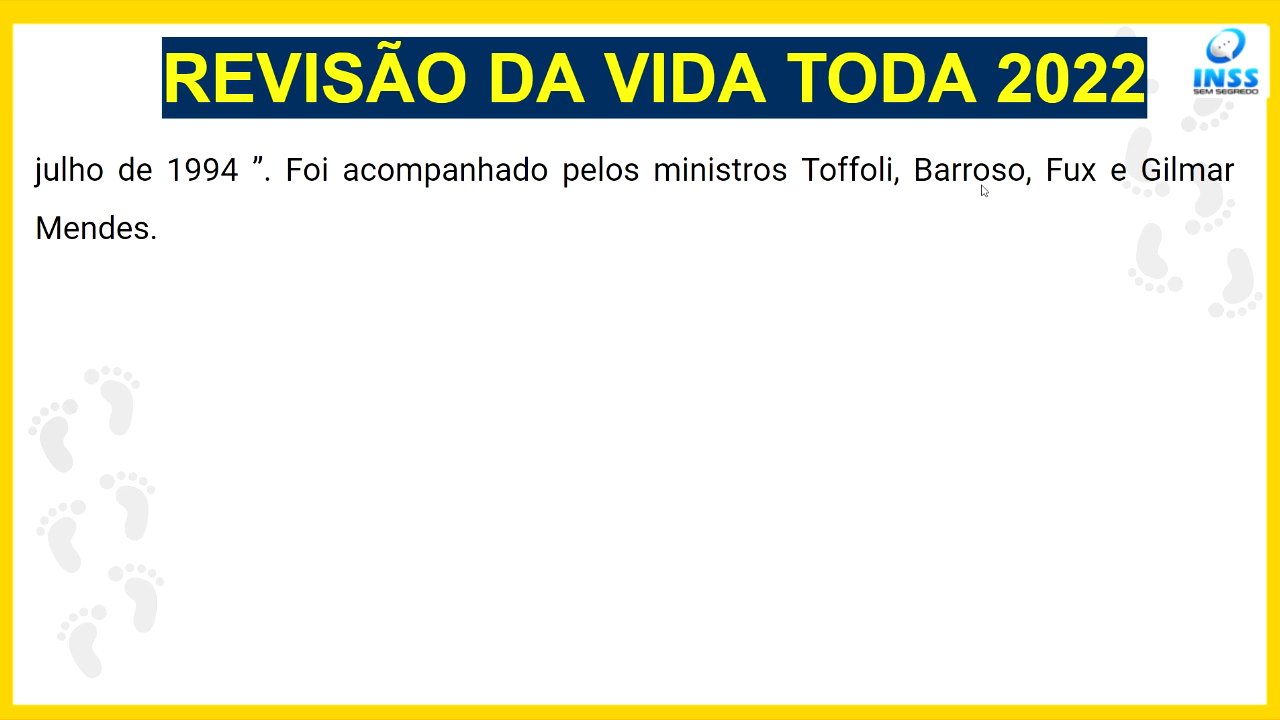 REVISÃO DA VIDA TODA 2022
INSS
SEM SEGREDO
julho de 1994 ”. Foi acompanhado pelos ministros Toffoli, Barroso, Fux e Gilmar
Mendes.